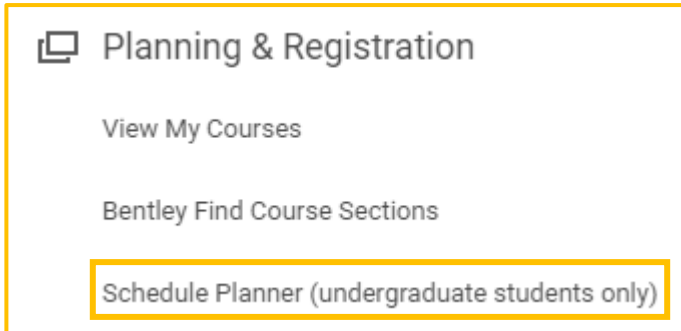 Planning & Registration
View My Courses
Bentley Find Course Sections
Schedule Planner (undergraduate students only)